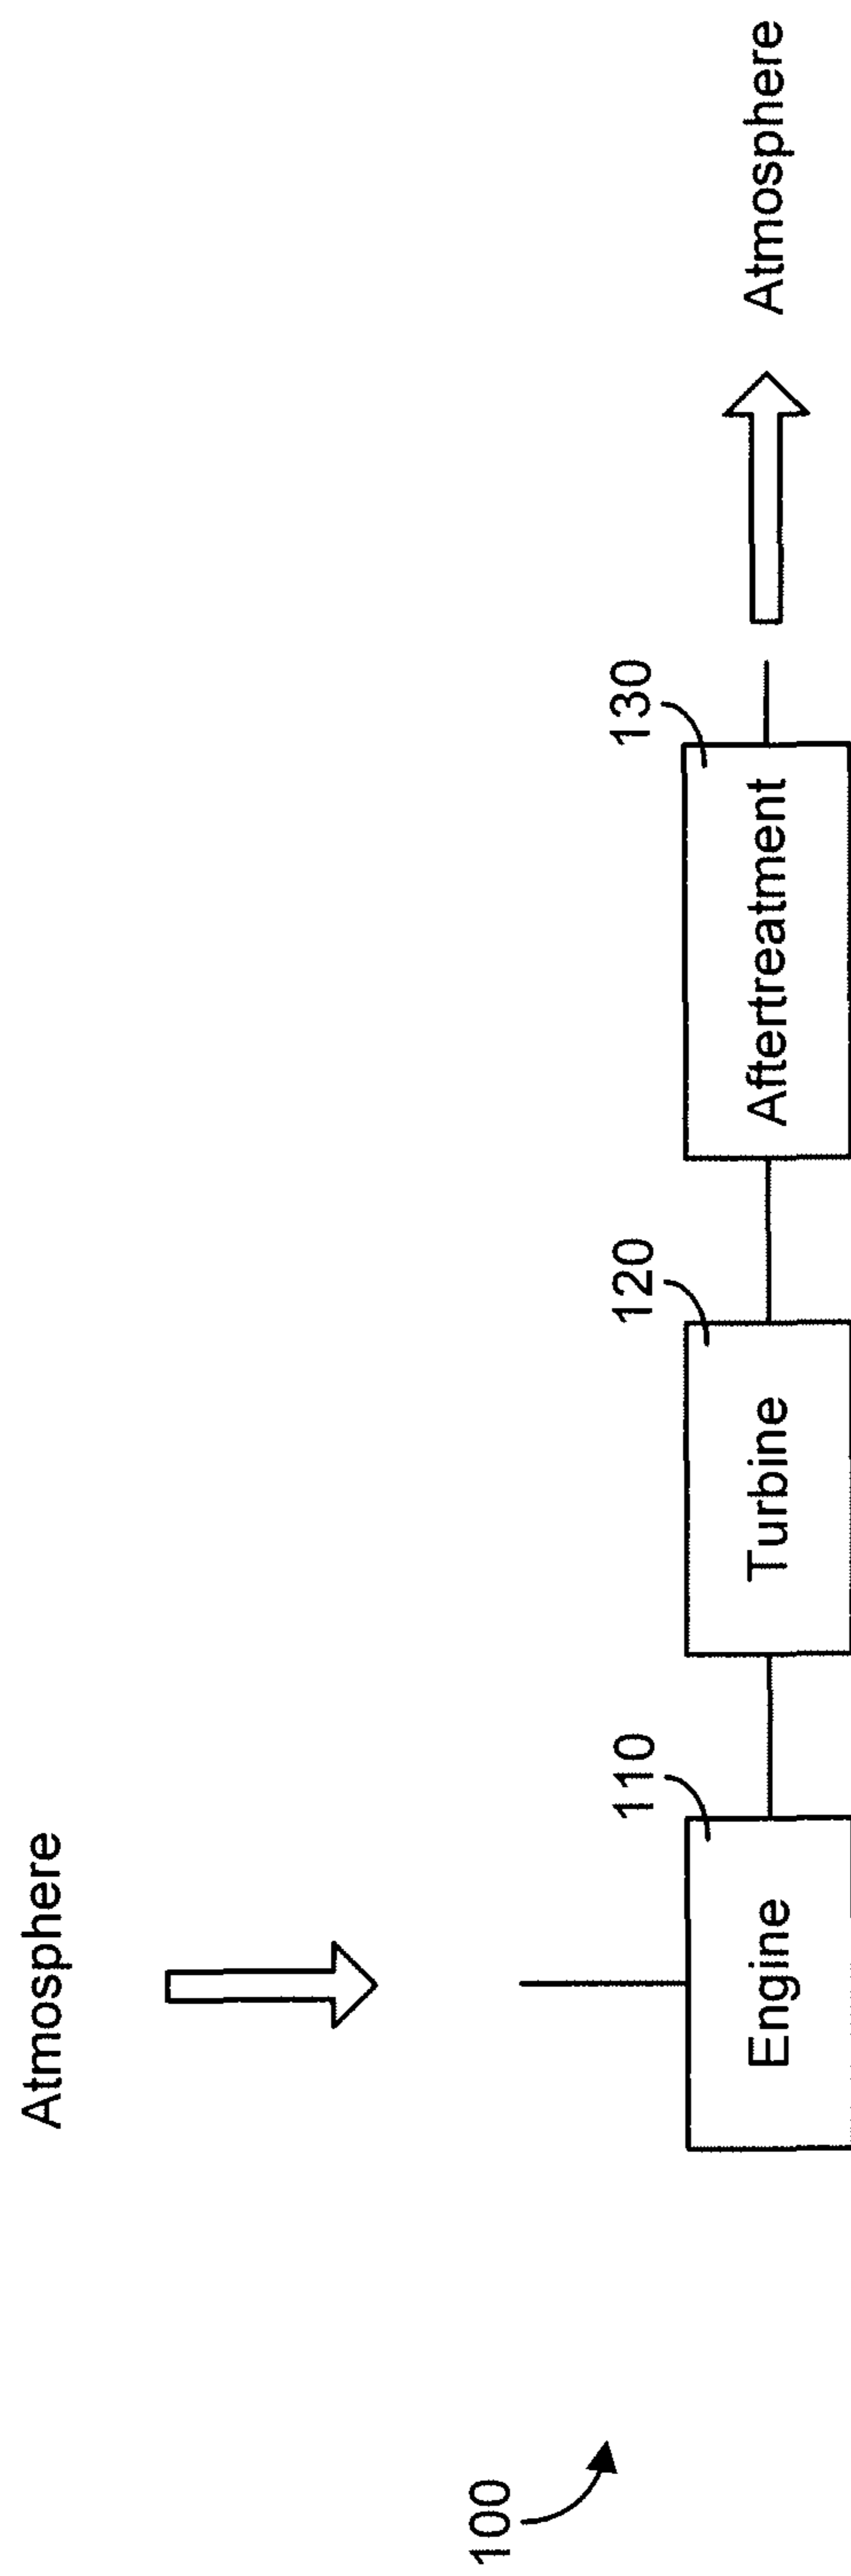 Atmosphere
Atmosphere
100
110
120
130
Engine
Turbine
Aftertreatment